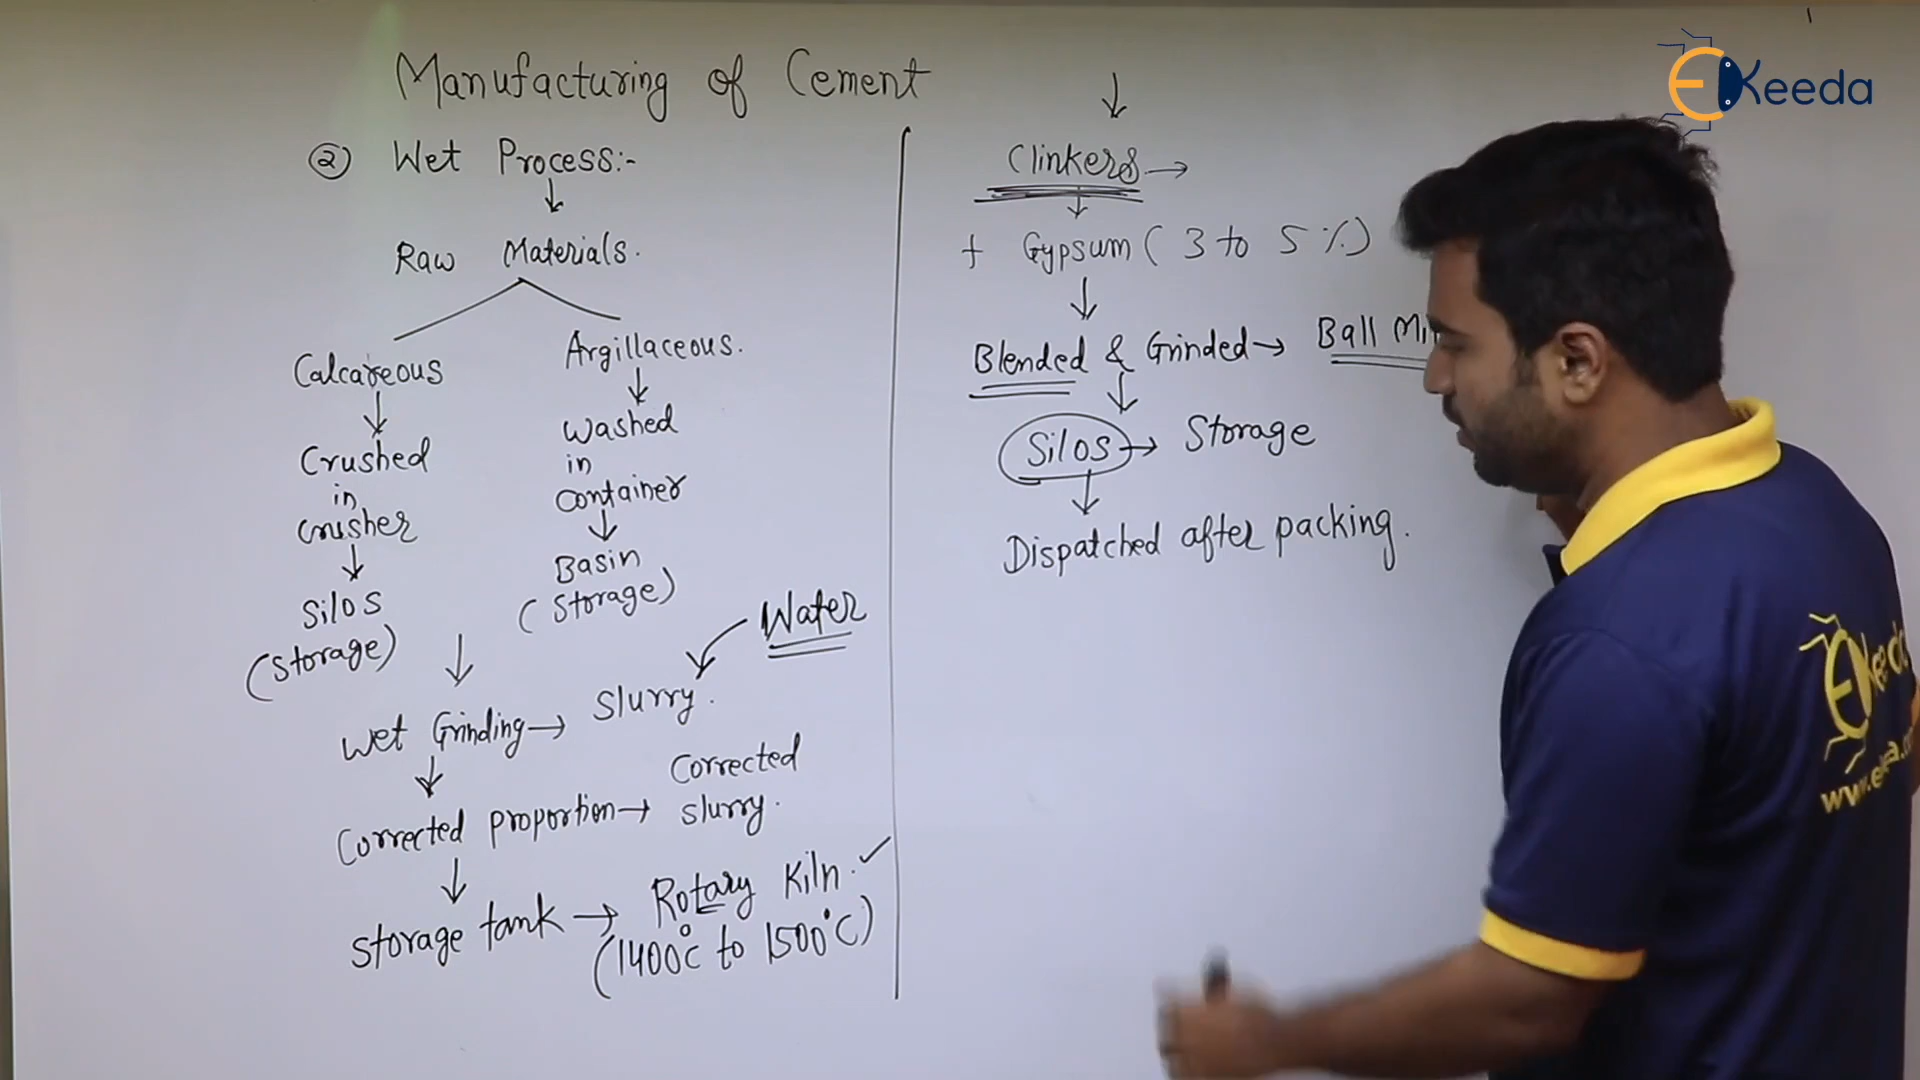 Manufacturing of Cement
② Wet Process:-
↓
Raw Materials.
Calcareous
↓
Crushed
in
crusher
↓
Silos
(Storage)
Argillaceous.
↓
Washed
in
container
↓
Basin
(Storage)
↓
Water
Wet Grinding → Slurry.
↓
Corrected proportion → Corrected
slurry.
↓
Storage tank → Rotary Kiln. ✓
(1400°C to 1500°C)
↓
Clinkers →
↓
+ Gypsum (3 to 5 %)
↓
Blended & Grinded → Ball
↓
Silos → Storage
↓
Dispatched after packing.
EKeeda